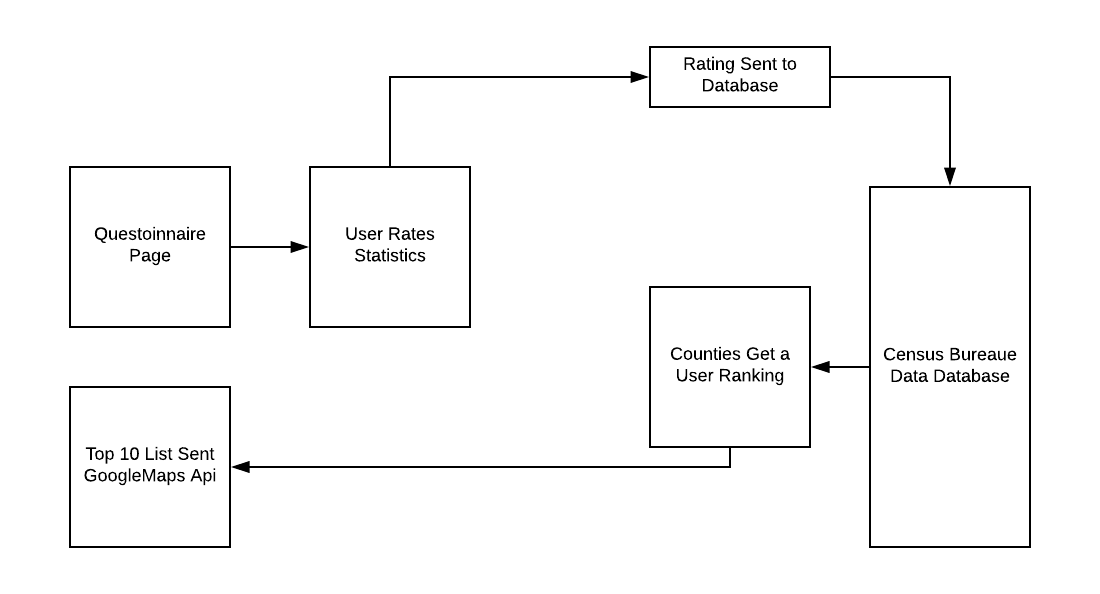 Rating Sent to
Database
Questoinnaire
Page
User Rates
Statistics
Counties Get a
User Ranking
Census Bureaue
Data Database
Top 10 List Sent
GoogleMaps Api